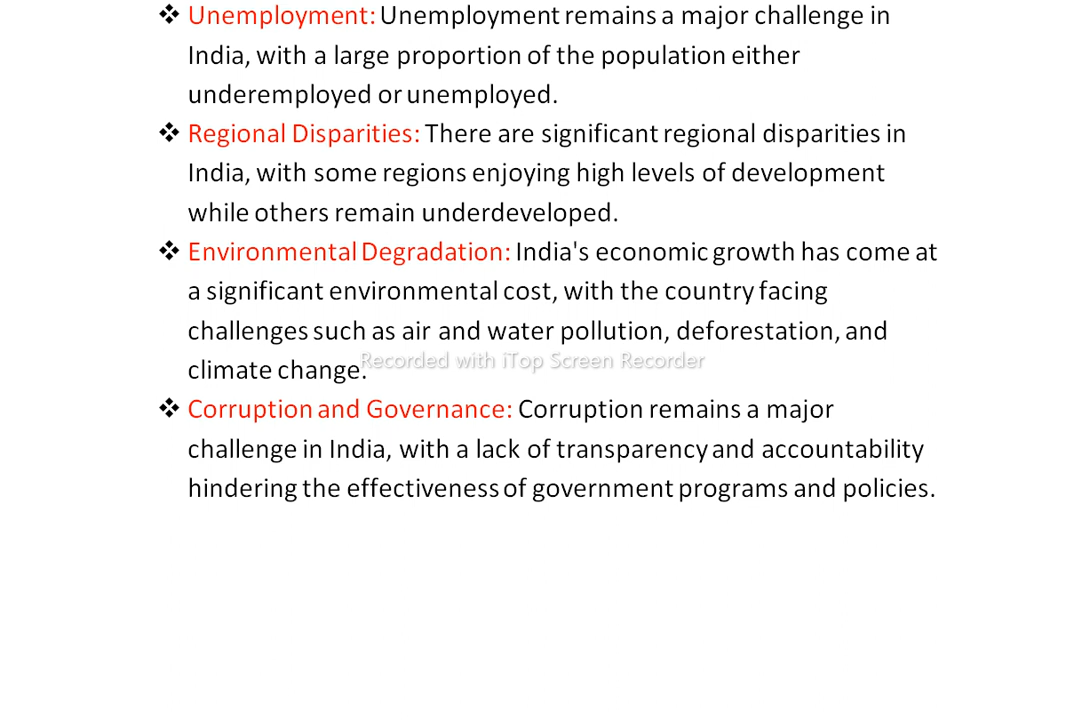 ❖ Unemployment: Unemployment remains a major challenge in
India, with a large proportion of the population either
underemployed or unemployed.
❖ Regional Disparities: There are significant regional disparities in
India, with some regions enjoying high levels of development
while others remain underdeveloped.
❖ Environmental Degradation: India's economic growth has come at
a significant environmental cost, with the country facing
challenges such as air and water pollution, deforestation, and
climate change.
Recorded with iTop Screen Recorder
❖ Corruption and Governance: Corruption remains a major
challenge in India, with a lack of transparency and accountability
hindering the effectiveness of government programs and policies.